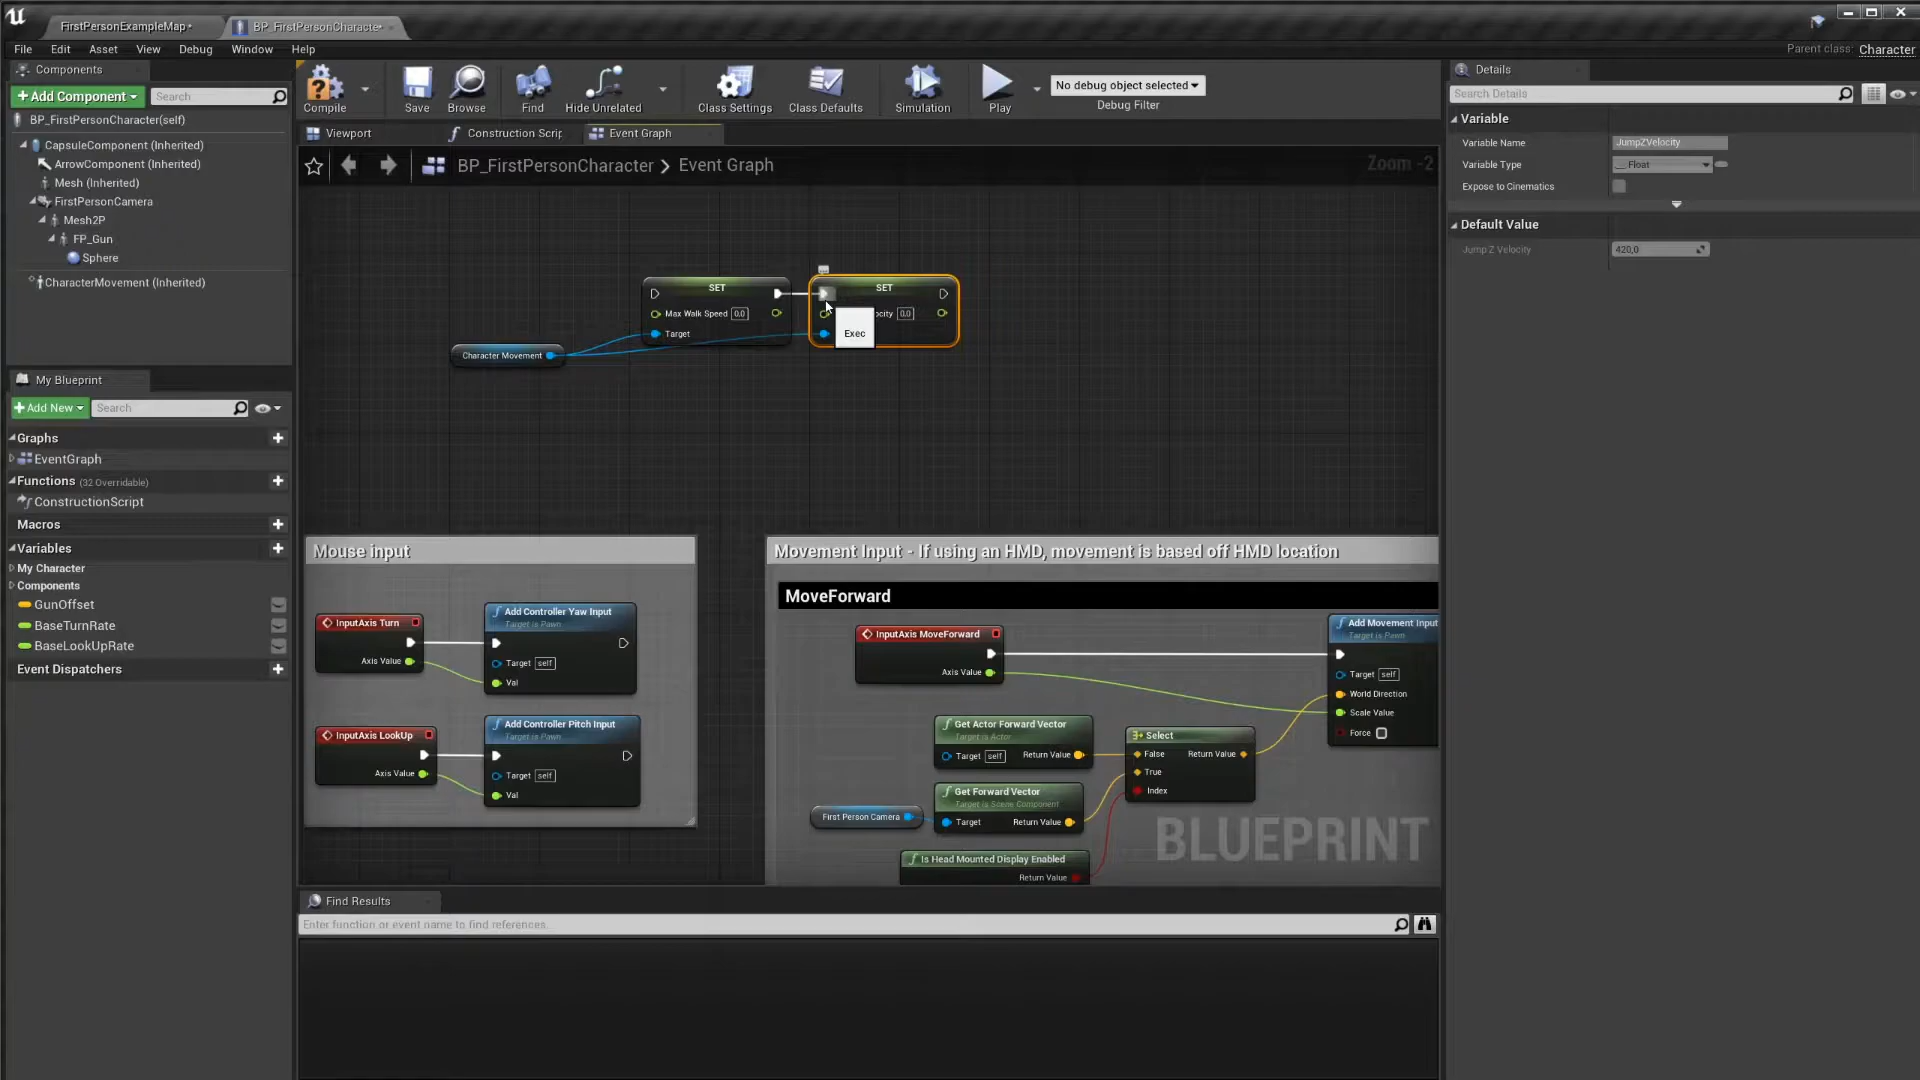 FirstPersonExampleMap•
BP_FirstPersonCharacte•
File Edit Asset View Window Debug Help
Parent class: Character
Components
+Add Component
Search
BP_FirstPersonCharacter(self)
CapsuleComponent (Inherited)
ArrowComponent (Inherited)
Mesh (Inherited)
FirstPersonCamera
Mesh2P
FP_Gun
Sphere
CharacterMovement (Inherited)
My Blueprint
+Add New
Search
Graphs
EventGraph
Functions (32 Overridable)
ConstructionScript
Macros
Variables
My Character
Components
GunOffset
BaseTurnRate
BaseLookUpRate
Event Dispatchers
Compile
Save
Browse
Find
Hide Unrelated
Class Settings
Class Defaults
Simulation
Play
No debug object selected
Debug Filter
Viewport
Construction Scrip
Event Graph
BP_FirstPersonCharacter > Event Graph
Zoom -2
SET
Max Walk Speed 0.0
Target
SET
ocity 0.0
Exec
Character Movement
Mouse input
InputAxis Turn
Axis Value
Add Controller Yaw Input
Target is Pawn
Target self
Val
InputAxis LookUp
Axis Value
Add Controller Pitch Input
Target is Pawn
Target self
Val
Movement Input - If using an HMD, movement is based off HMD location
MoveForward
InputAxis MoveForward
Axis Value
Add Movement Input
Target is Pawn
Target self
World Direction
Scale Value
Force
Get Actor Forward Vector
Target is Actor
Target self Return Value
Select
False Return Value
True
Index
Get Forward Vector
Target is Scene Component
Target Return Value
First Person Camera
Is Head Mounted Display Enabled
Return Value
BLUEPRINT
Find Results
Enter function or event name to find references...
Details
Search Details
Variable
Variable Name JumpZVelocity
Variable Type Float
Expose to Cinematics
Default Value
Jump Z Velocity 420,0